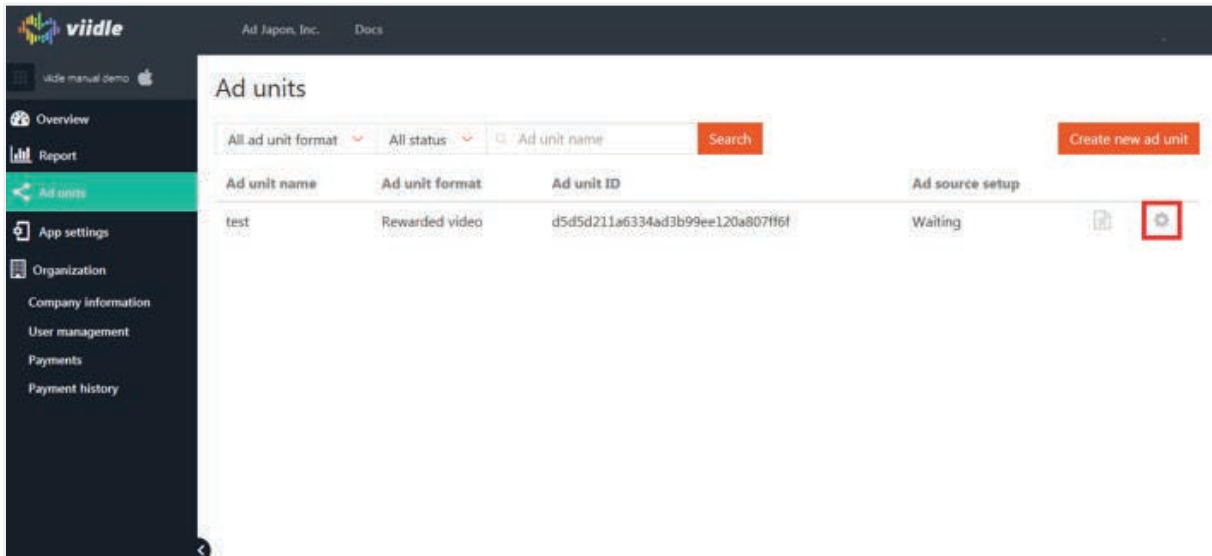 viidle
Ad Japon, Inc. Docs
viidle manual demo
Overview
Report
Ad units
App settings
Organization
Company information
User management
Payments
Payment history
Ad units
All ad unit format All status Ad unit name Search Create new ad unit
Ad unit name Ad unit format Ad unit ID Ad source setup
test Rewarded video d5d5d211a6334ad3b99ee120a807ff6f Waiting